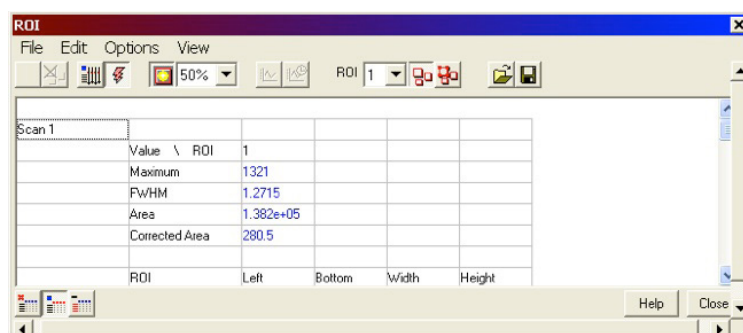 ROI
File Edit Options View
50% ROI 1
Scan 1
Value \ ROI 1
Maximum 1321
FWHM 1.2715
Area 1.382e+05
Corrected Area 280.5
ROI Left Bottom Width Height
Help Close